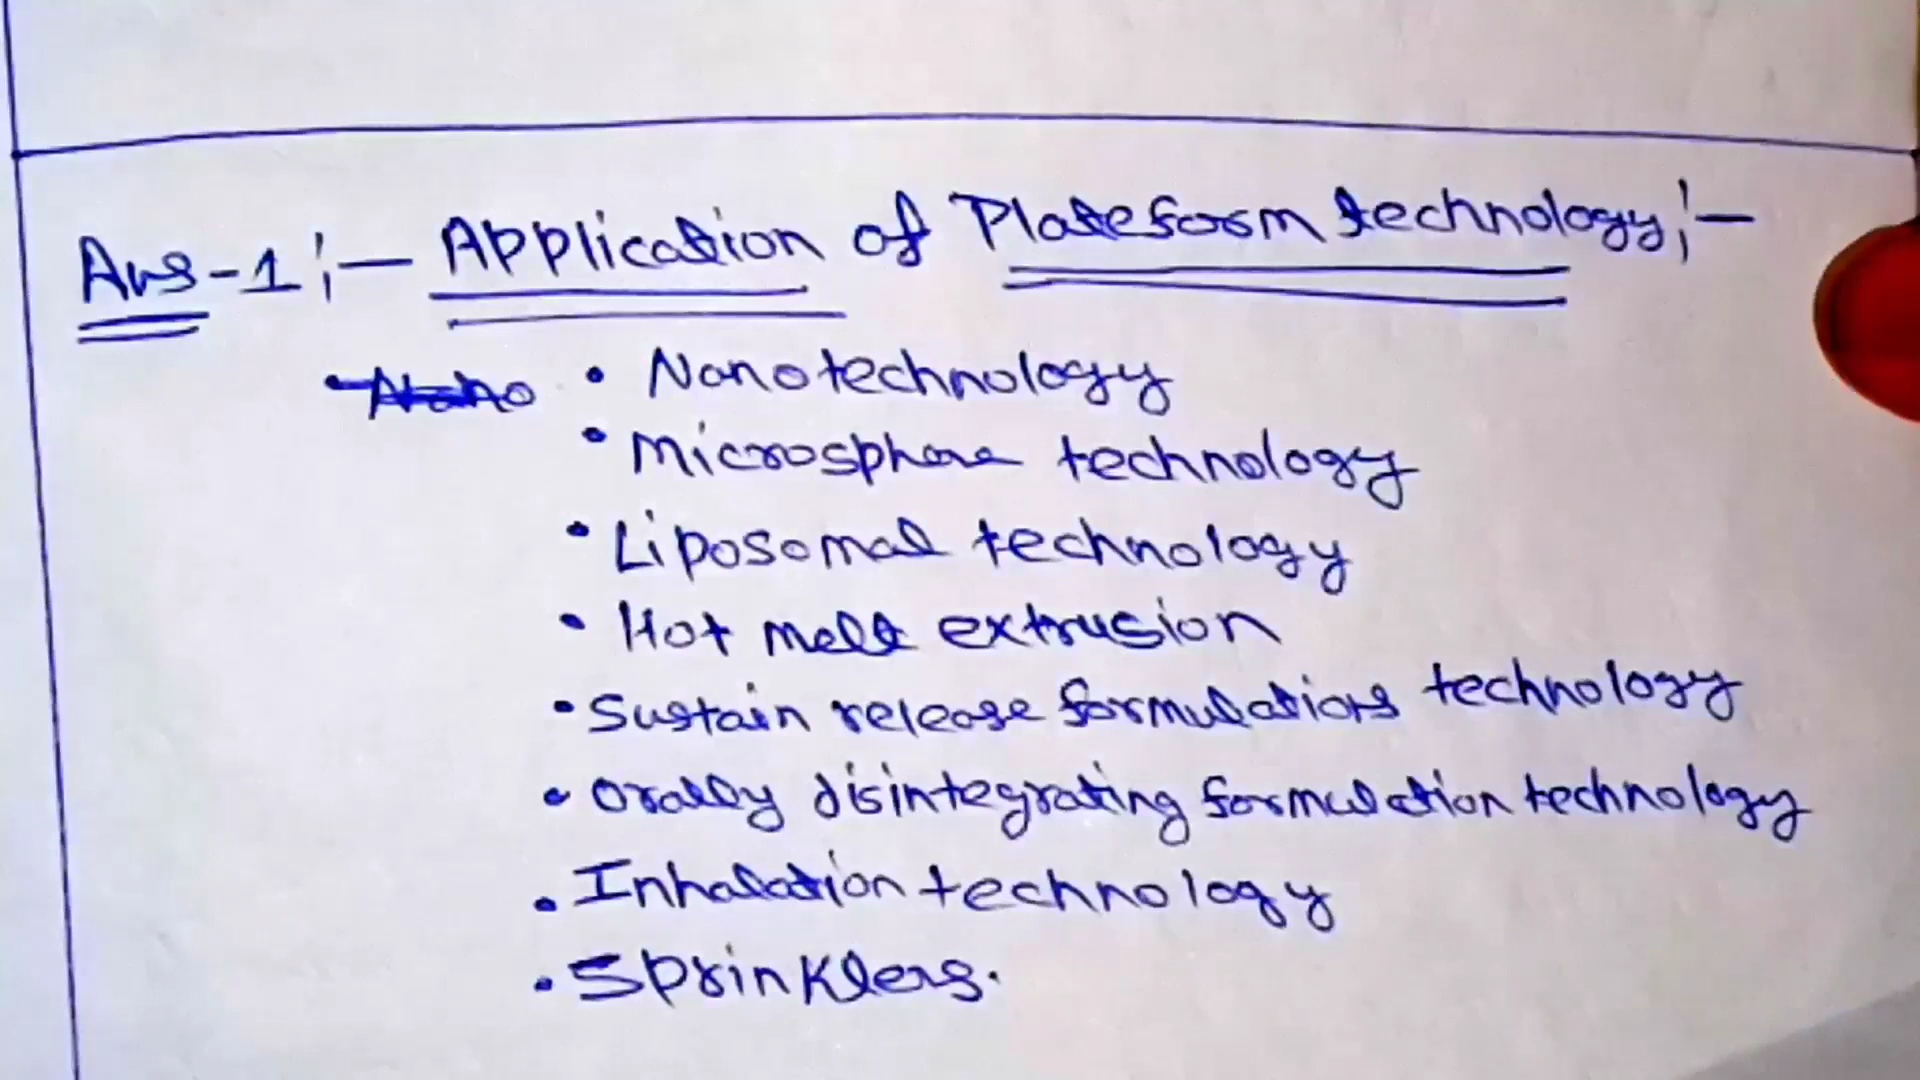 Ans-1 :- Application of Plateform technology :-
• Nano • Nanotechnology
• Microsphere technology
• Liposomal technology
• Hot melt extrusion
• Sustain release formulations technology
• Orally disintegrating formulation technology
• Inhalation technology
• Sprinklers.